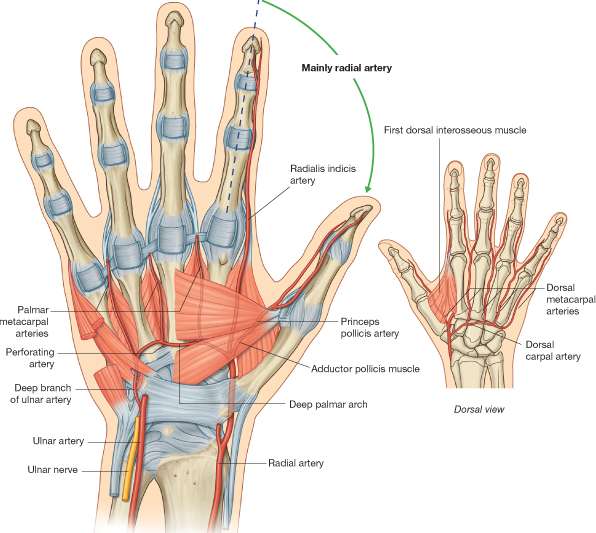 Mainly radial artery
First dorsal interosseous muscle
Radialis indicis
artery
Palmar
metacarpal
arteries
Perforating
artery
Deep branch
of ulnar artery
Ulnar artery
Ulnar nerve
Princeps
pollicis artery
Adductor pollicis muscle
Deep palmar arch
Radial artery
Dorsal
metacarpal
arteries
Dorsal
carpal artery
Dorsal view